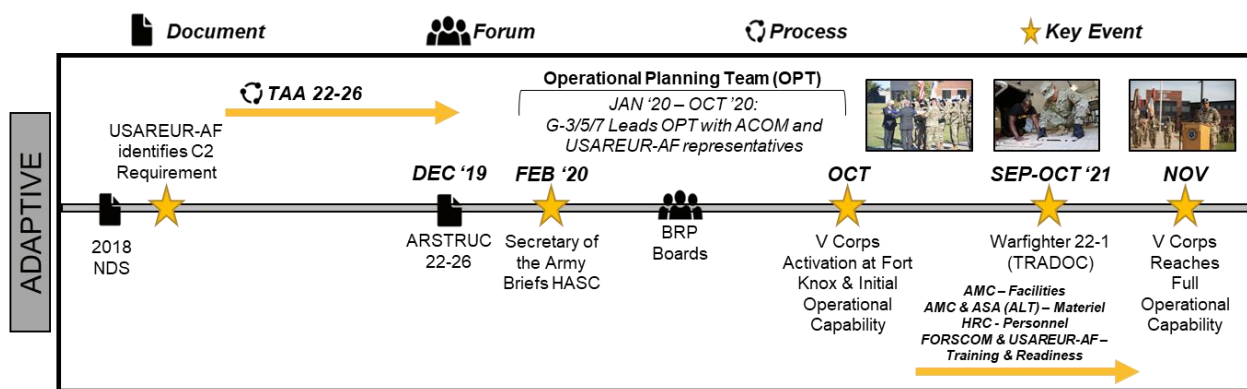 Document
Forum
Process
Key Event
ADAPTIVE
TAA 22-26
USAREUR-AF
identifies C2
Requirement
Operational Planning Team (OPT)
JAN ‘20 – OCT ‘20:
G-3/5/7 Leads OPT with ACOM and
USAREUR-AF representatives
DEC ‘19
FEB ‘20
OCT
SEP-OCT ‘21
NOV
2018
NDS
ARSTRUC
22-26
Secretary of
the Army
Briefs HASC
BRP
Boards
V Corps
Activation at Fort
Knox & Initial
Operational
Capability
Warfighter 22-1
(TRADOC)
AMC – Facilities
AMC & ASA (ALT) – Materiel
HRC - Personnel
FORSCOM & USAREUR-AF –
Training & Readiness
V Corps
Reaches
Full
Operational
Capability